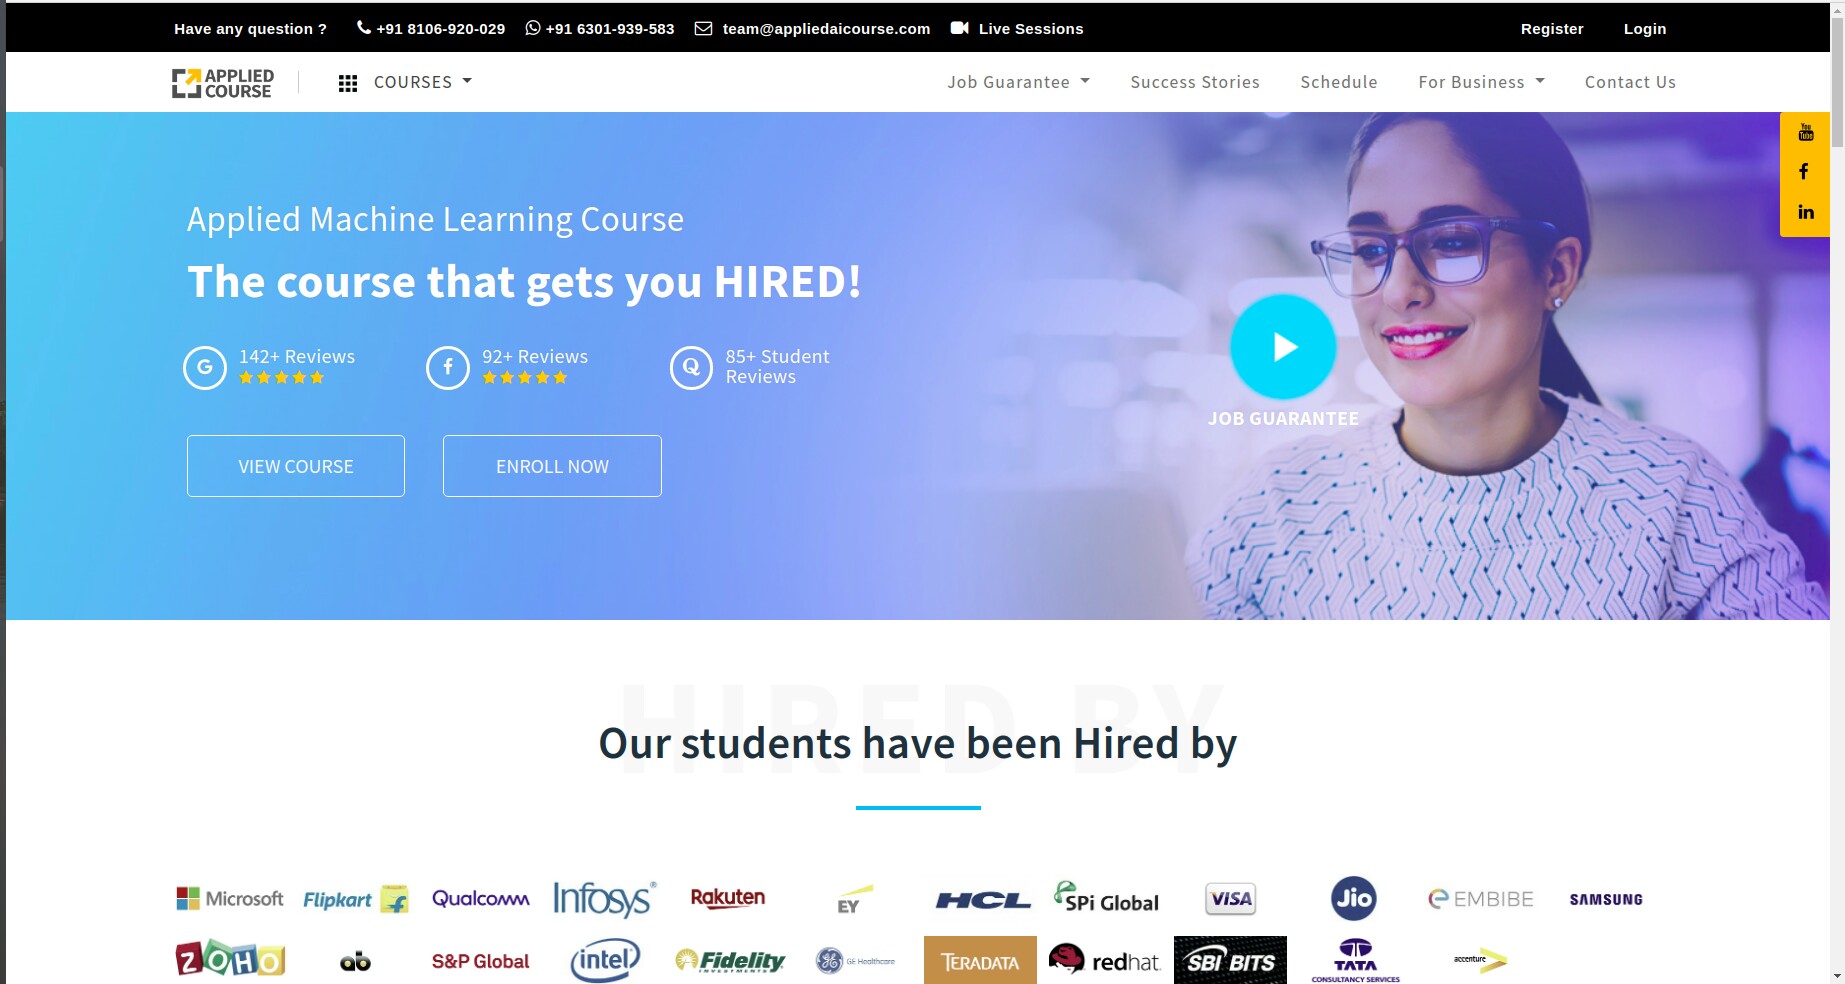 Have any question ? +91 8106-920-029 +91 6301-939-583 team@appliedaicourse.com Live Sessions Register Login
APPLIED
COURSE
COURSES Job Guarantee Success Stories Schedule For Business Contact Us
You
Tube
Applied Machine Learning Course
The course that gets you HIRED!
142+ Reviews 92+ Reviews 85+ Student
Reviews
JOB GUARANTEE
VIEW COURSE ENROLL NOW
HIRED BY
Our students have been Hired by
Microsoft Flipkart Qualcomm Infosys® Rakuten EY HCL SPi Global VISA Jio EMBIBE SAMSUNG
ZOHO ab S&P Global intel Fidelity GE Healthcare TERADATA redhat. SBI BITS TATA accenture
INVESTMENTS
CONSULTANCY SERVICES